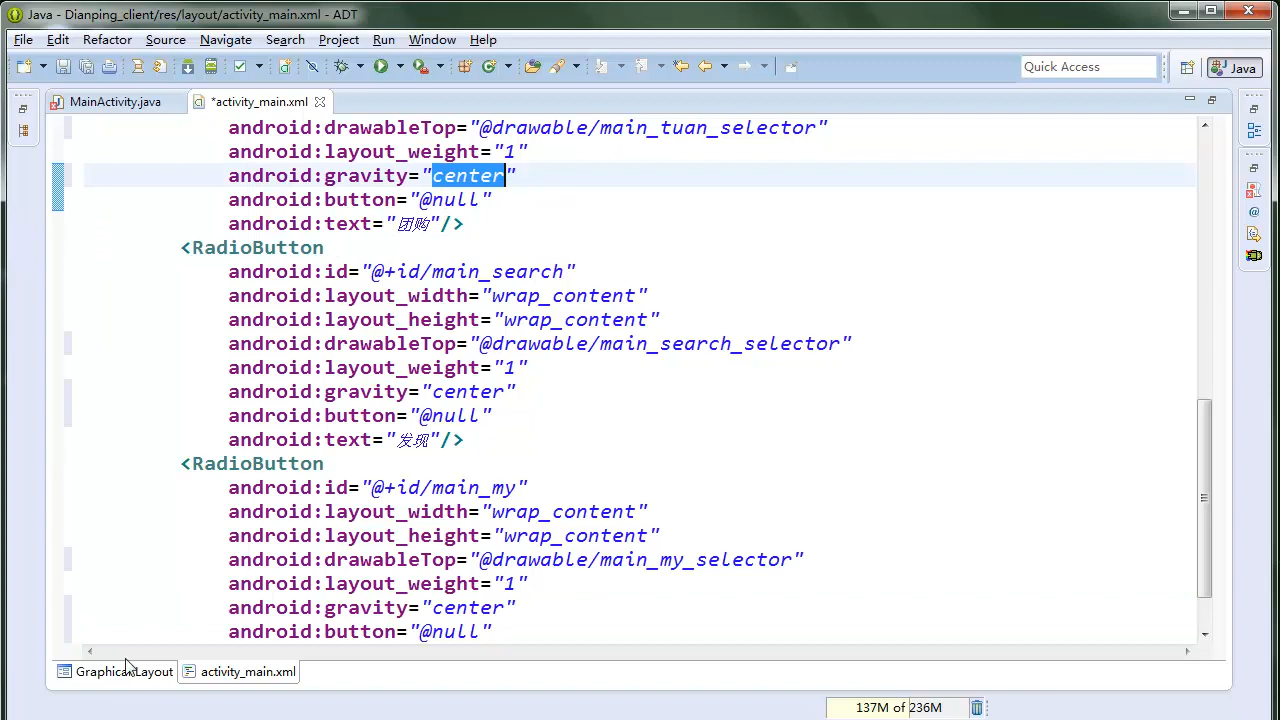 Java - Dianping_client/res/layout/activity_main.xml - ADT
File Edit Refactor Source Navigate Search Project Run Window Help
Quick Access
Java
MainActivity.java
*activity_main.xml
android:drawableTop="@drawable/main_tuan_selector"
android:layout_weight="1"
android:gravity="center"
android:button="@null"
android:text="团购"/>
<RadioButton
android:id="@+id/main_search"
android:layout_width="wrap_content"
android:layout_height="wrap_content"
android:drawableTop="@drawable/main_search_selector"
android:layout_weight="1"
android:gravity="center"
android:button="@null"
android:text="发现"/>
<RadioButton
android:id="@+id/main_my"
android:layout_width="wrap_content"
android:layout_height="wrap_content"
android:drawableTop="@drawable/main_my_selector"
android:layout_weight="1"
android:gravity="center"
android:button="@null"
Graphical Layout
activity_main.xml
137M of 236M